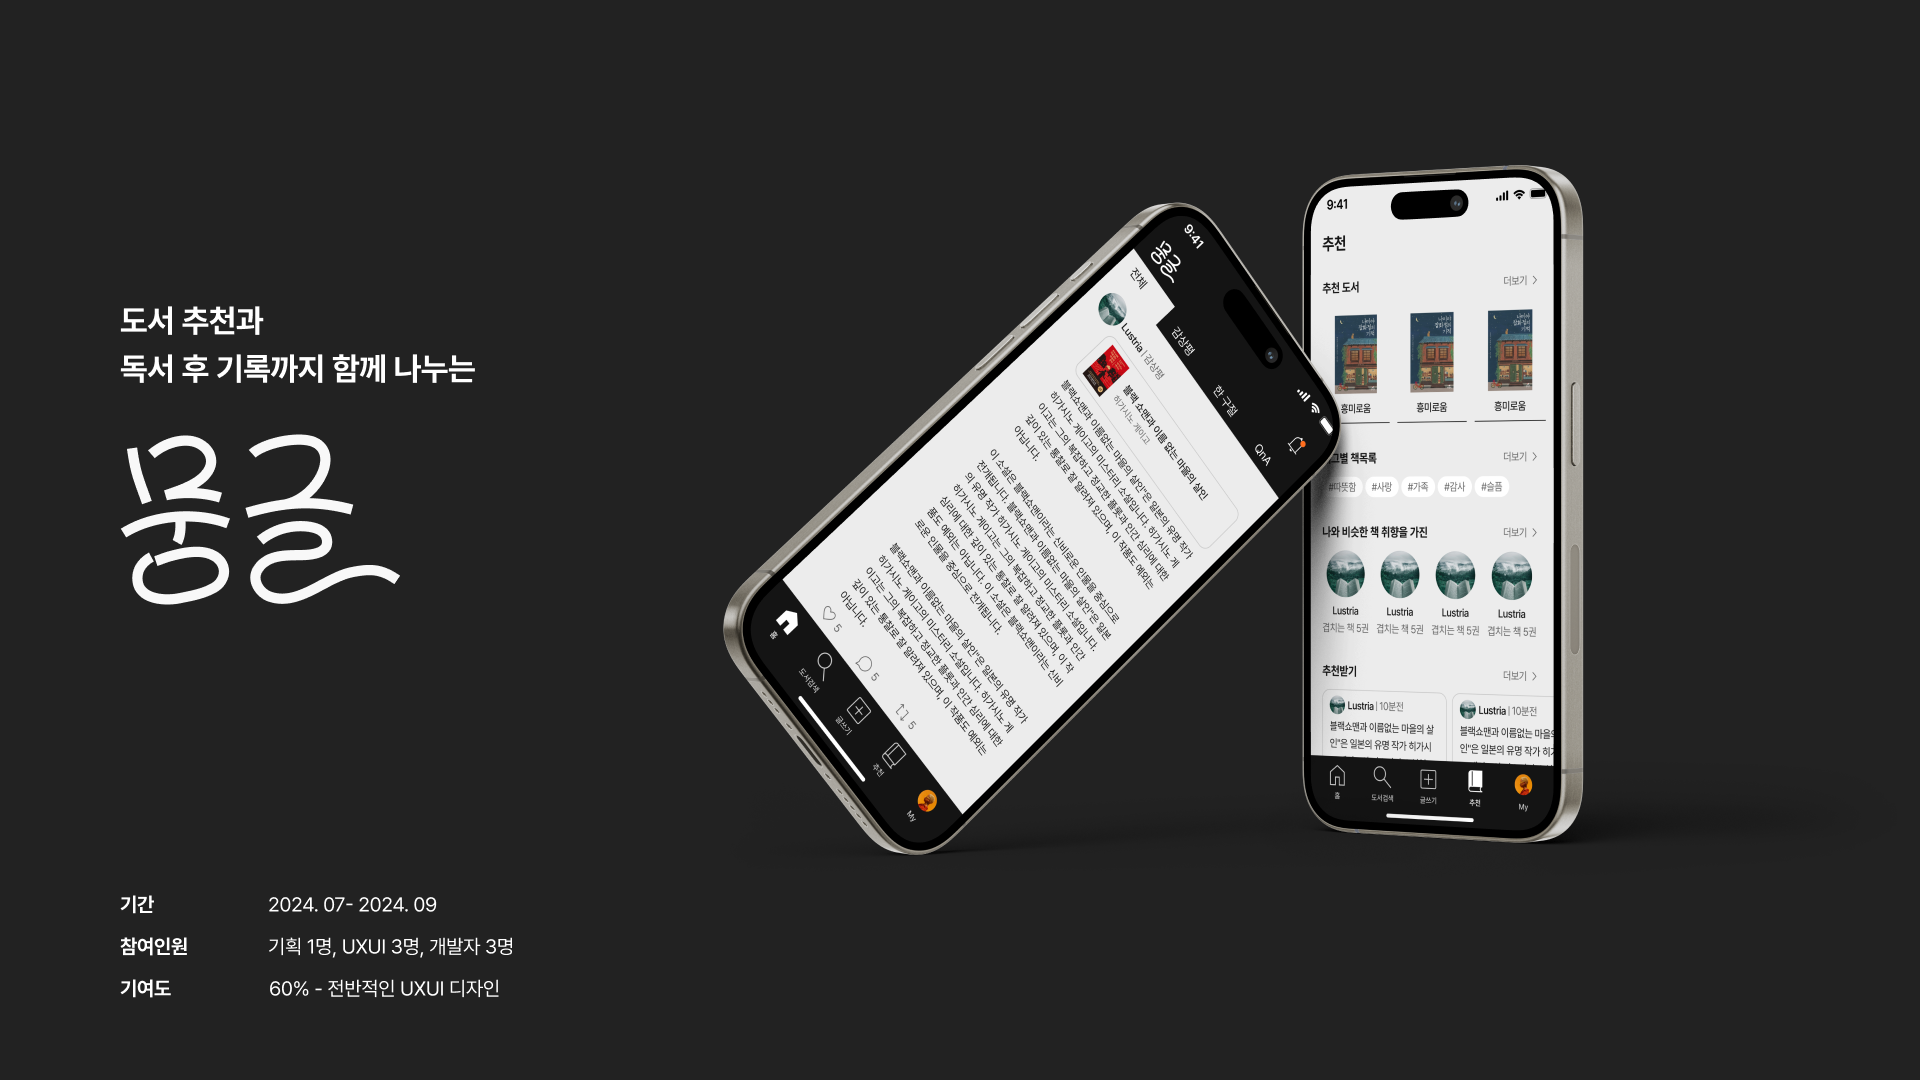 도서 추천과
독서 후 기록까지 함께 나누는
뭉글
기간 2024. 07- 2024. 09
참여인원 기획 1명, UXUI 3명, 개발자 3명
기여도 60% - 전반적인 UXUI 디자인
9:41
뭉글
전체 감상평 한 구절 QnA
Lustria | 감상평
블랙 쇼맨과 이름 없는 마을의 살인
히가시노 게이고
블랙쇼맨과 이름없는 마을의 살인"은 일본의 유명 작가
히가시노 게이고의 미스터리 소설입니다. 히가시노 게
이고는 그의 복잡하고 정교한 플롯과 인간 심리에 대한
깊이 있는 통찰로 잘 알려져 있으며, 이 작품도 예외는
아닙니다.
이 소설은 블랙쇼맨이라는 신비로운 인물을 중심으로
전개됩니다. 블랙쇼맨과 이름없는 마을의 살인"은 일본
의 유명 작가 히가시노 게이고의 미스터리 소설입니다.
히가시노 게이고는 그의 복잡하고 정교한 플롯과 인간
심리에 대한 깊이 있는 통찰로 잘 알려져 있으며, 이 작
품도 예외는 아닙니다. 이 소설은 블랙쇼맨이라는 신비
로운 인물을 중심으로 전개됩니다.
블랙쇼맨과 이름없는 마을의 살인"은 일본의 유명 작가
히가시노 게이고의 미스터리 소설입니다. 히가시노 게
이고는 그의 복잡하고 정교한 플롯과 인간 심리에 대한
깊이 있는 통찰로 잘 알려져 있으며, 이 작품도 예외는
아닙니다.
5 5 5
홈 도서검색 글쓰기 추천 My
9:41
추천
추천 도서 더보기
흥미로움 흥미로움 흥미로움
그별 책목록 더보기
#따뜻함 #사랑 #가족 #감사 #슬픔
나와 비슷한 책 취향을 가진 더보기
Lustria Lustria Lustria Lustria
겹치는 책 5권 겹치는 책 5권 겹치는 책 5권 겹치는 책 5권
추천받기 더보기
Lustria | 10분전 Lustria | 10분전
블랙쇼맨과 이름없는 마을의 살 블랙쇼맨과 이름없는 마을의
인"은 일본의 유명 작가 히가시 인"은 일본의 유명 작가 히가
홈 도서검색 글쓰기 추천 My